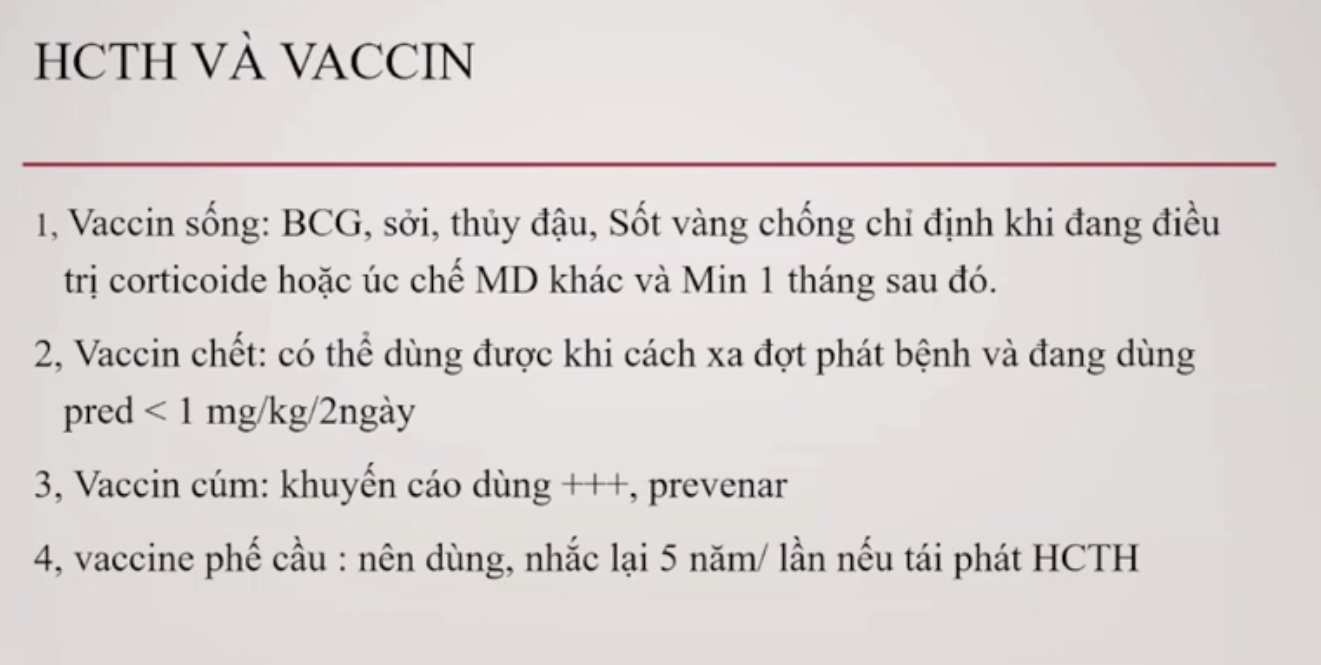 HCTH VÀ VACCIN
1, Vaccin sống: BCG, sởi, thủy đậu, Sốt vàng chống chỉ định khi đang điều
trị corticoide hoặc úc chế MD khác và Min 1 tháng sau đó.
2, Vaccin chết: có thể dùng được khi cách xa đợt phát bệnh và đang dùng
pred < 1 mg/kg/2ngày
3, Vaccin cúm: khuyến cáo dùng +++, prevenar
4, vaccine phế cầu : nên dùng, nhắc lại 5 năm/ lần nếu tái phát HCTH